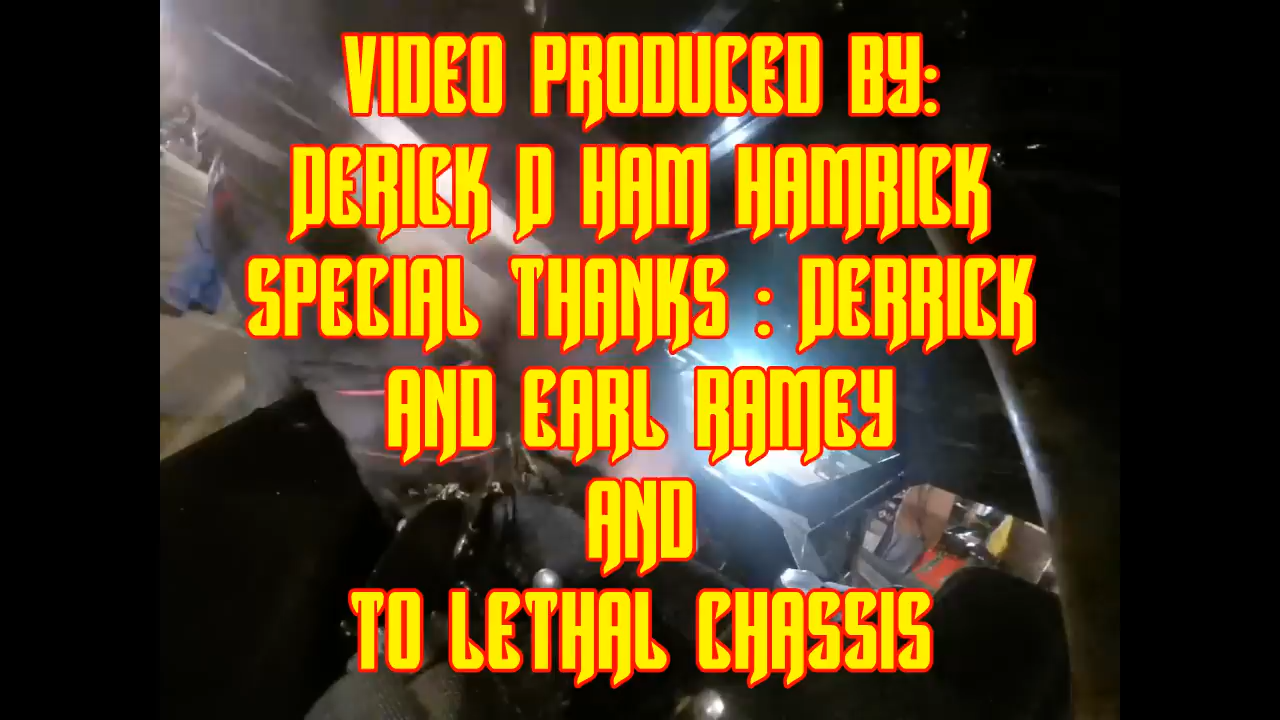 VIDEO PRODUCED BY:
DERICK D HAM HAMRICK
SPECIAL THANKS : DERRICK
AND EARL RAMEY
AND
TO LETHAL CHASSIS